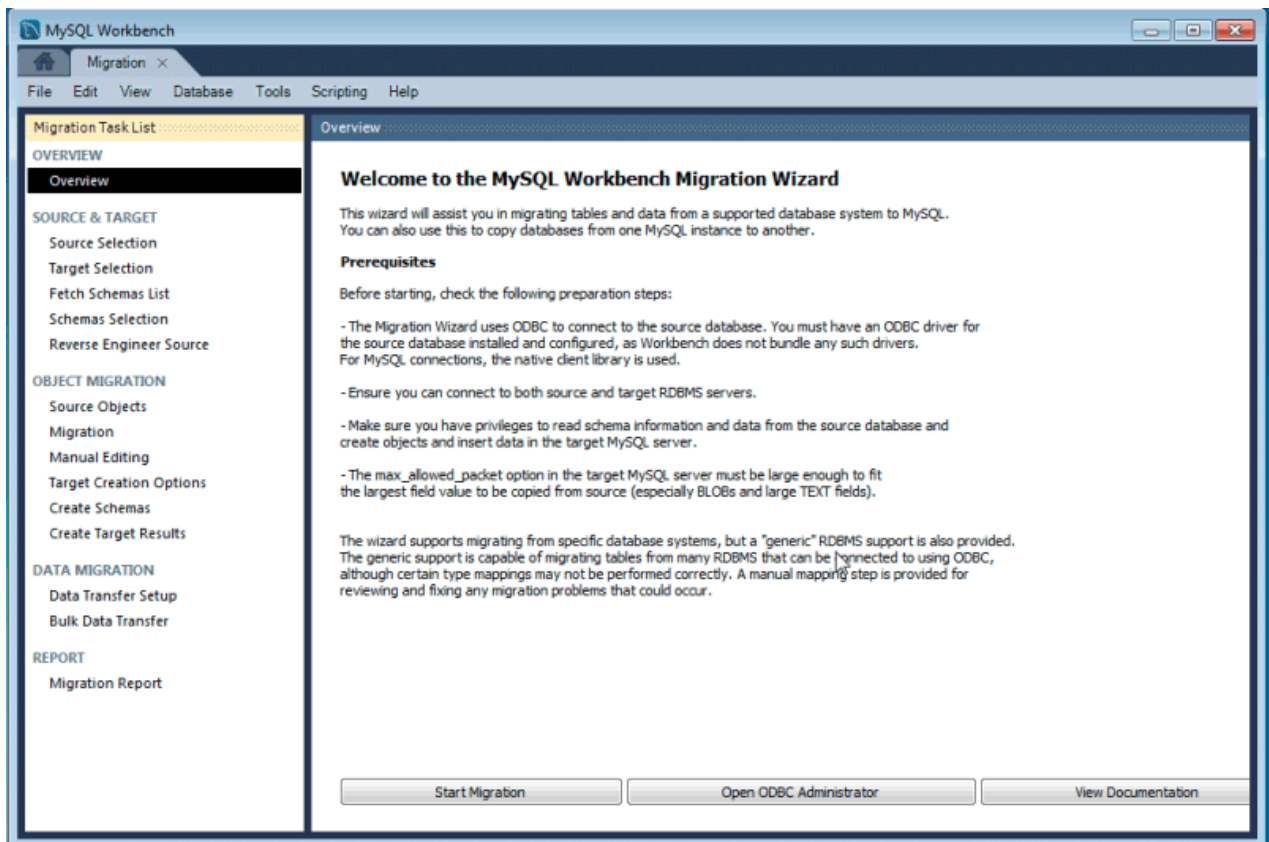 MySQL Workbench
Migration ×
File Edit View Database Tools Scripting Help
Migration Task List
OVERVIEW
Overview
SOURCE & TARGET
Source Selection
Target Selection
Fetch Schemas List
Schemas Selection
Reverse Engineer Source
OBJECT MIGRATION
Source Objects
Migration
Manual Editing
Target Creation Options
Create Schemas
Create Target Results
DATA MIGRATION
Data Transfer Setup
Bulk Data Transfer
REPORT
Migration Report
Overview
Welcome to the MySQL Workbench Migration Wizard
This wizard will assist you in migrating tables and data from a supported database system to MySQL.
You can also use this to copy databases from one MySQL instance to another.
Prerequisites
Before starting, check the following preparation steps:
- The Migration Wizard uses ODBC to connect to the source database. You must have an ODBC driver for
the source database installed and configured, as Workbench does not bundle any such drivers.
For MySQL connections, the native client library is used.
- Ensure you can connect to both source and target RDBMS servers.
- Make sure you have privileges to read schema information and data from the source database and
create objects and insert data in the target MySQL server.
- The max_allowed_packet option in the target MySQL server must be large enough to fit
the largest field value to be copied from source (especially BLOBs and large TEXT fields).
The wizard supports migrating from specific database systems, but a "generic" RDBMS support is also provided.
The generic support is capable of migrating tables from many RDBMS that can be connected to using ODBC,
although certain type mappings may not be performed correctly. A manual mapping step is provided for
reviewing and fixing any migration problems that could occur.
Start Migration
Open ODBC Administrator
View Documentation